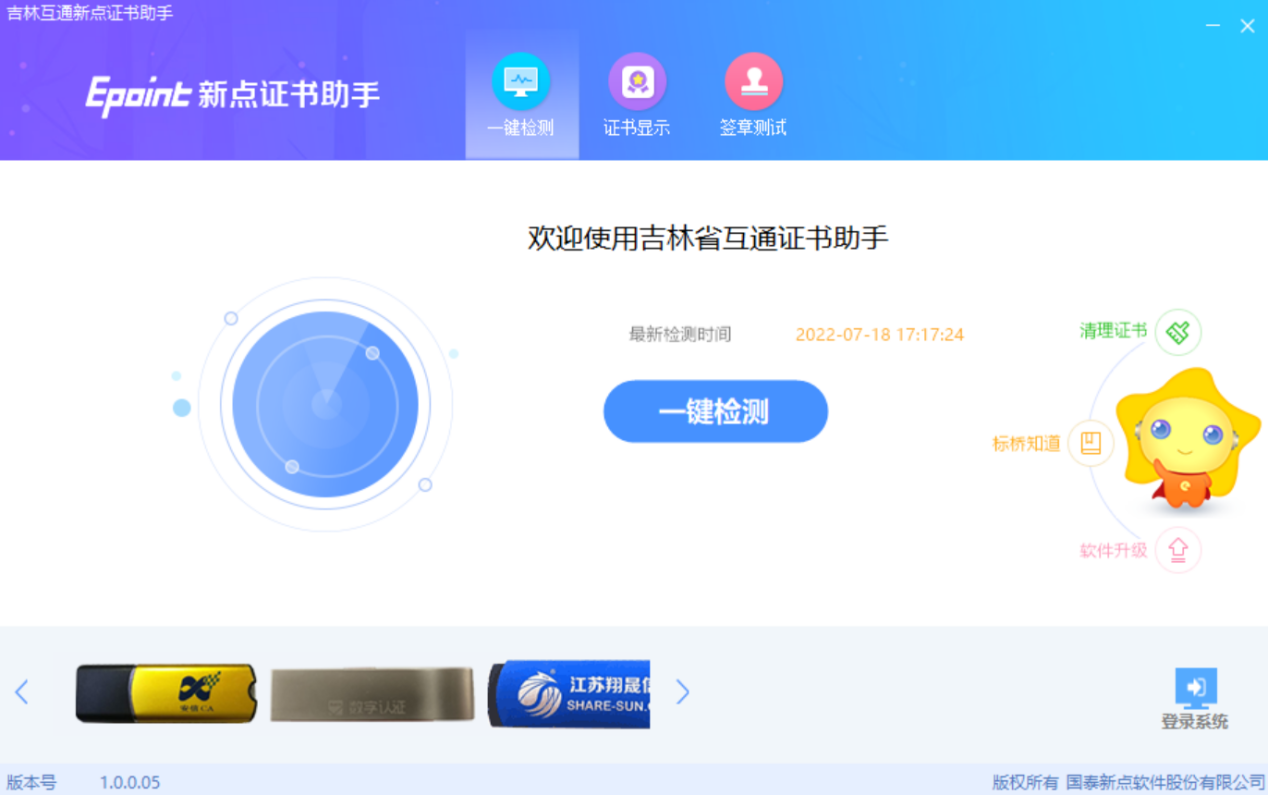 吉林互通新点证书助手
Epoint 新点证书助手
一键检测
证书显示
签章测试
欢迎使用吉林省互通证书助手
最新检测时间 2022-07-18 17:17:24
一键检测
清理证书
标桥知道
软件升级
安信CA
数字认证
江苏翔晟信
SHARE-SUN.
登录系统
版本号 1.0.0.05
版权所有 国泰新点软件股份有限公司